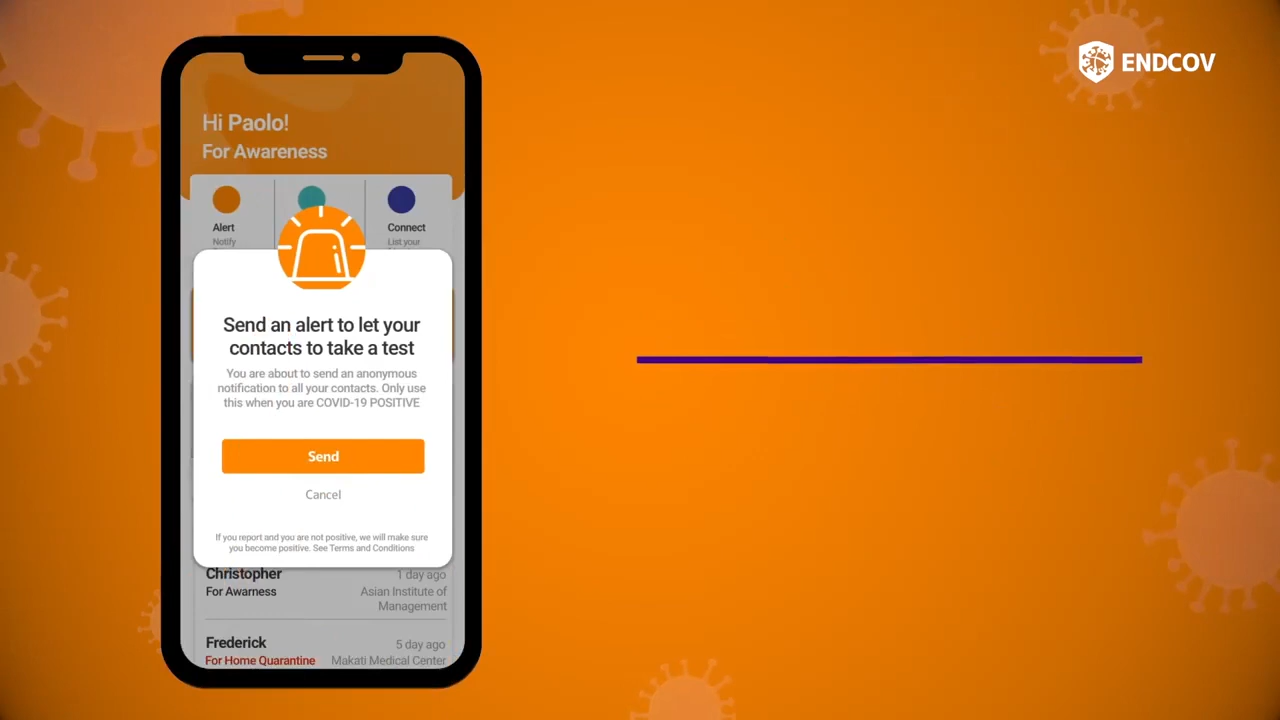 ENDCOV
Hi Paolo!
For Awareness
Alert
Connect
Notify
List your
Send an alert to let your
contacts to take a test
You are about to send an anonymous
notification to all your contacts. Only use
this when you are COVID-19 POSITIVE
Send
Cancel
If you report and you are not positive, we will make sure
you become positive. See Terms and Conditions
Christopher
1 day ago
For Awarness
Asian Institute of
Management
Frederick
5 day ago
For Home Quarantine
Makati Medical Center